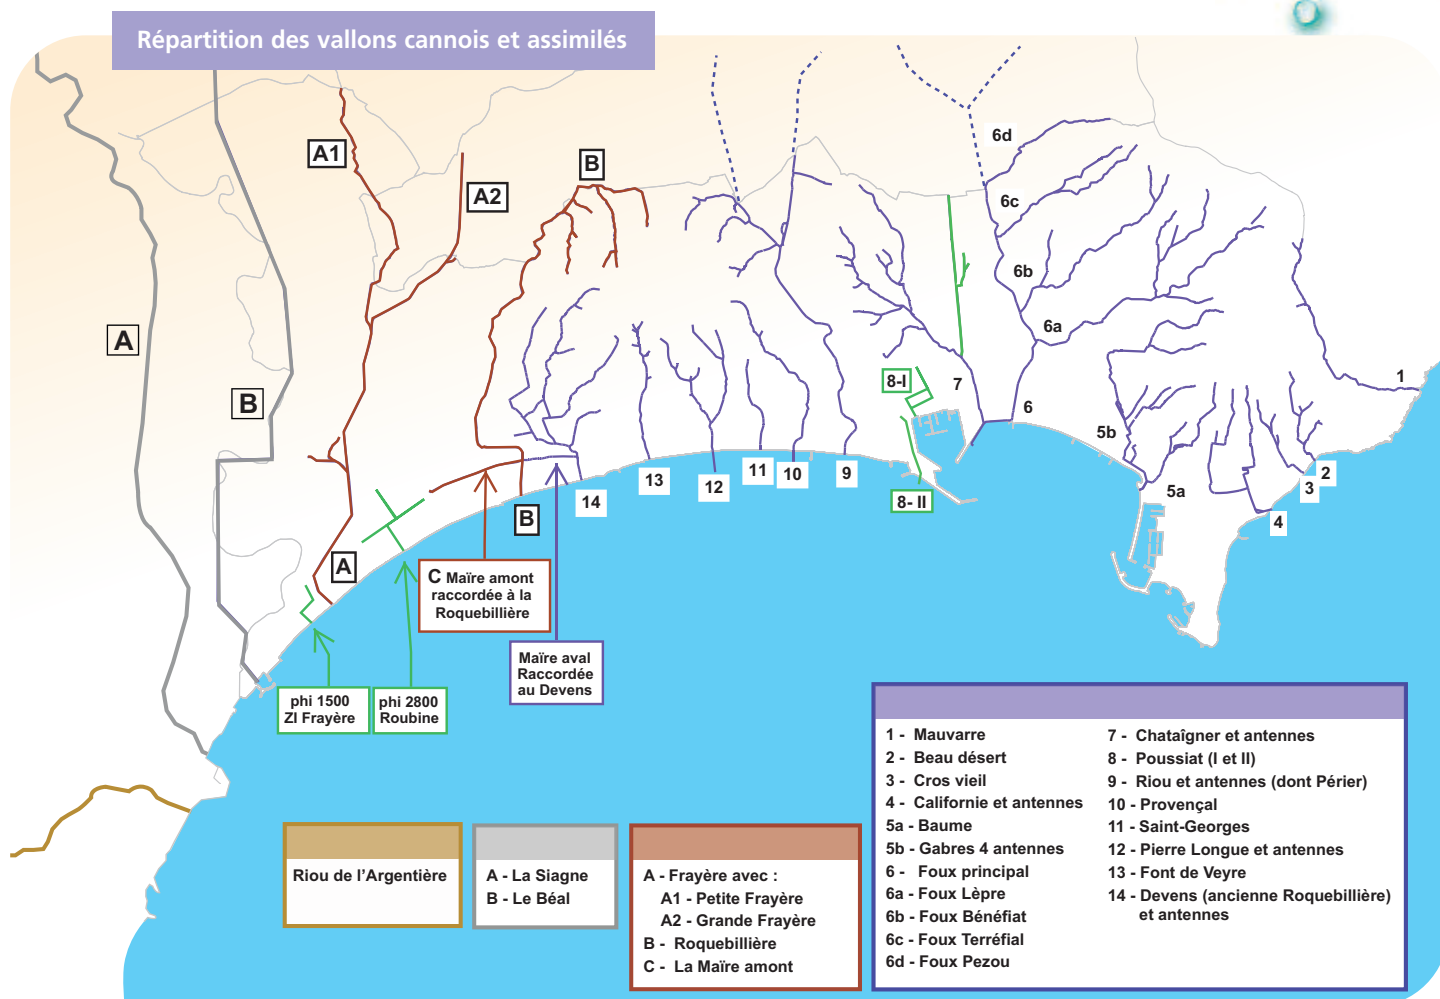 Répartition des vallons cannois et assimilés
A1
A2
B
6d
6c
6b
6a
A
B
8-I
7
6
1
5b
5a
2
3
4
14
13
12
11
10
9
8- II
B
A
C Maïre amont
raccordée à la
Roquebillière
Maïre aval
Raccordée
au Devens
phi 1500
ZI Frayère
phi 2800
Roubine
Riou de l'Argentière
A - La Siagne
B - Le Béal
A - Frayère avec :
A1 - Petite Frayère
A2 - Grande Frayère
B - Roquebillière
C - La Maïre amont
1 - Mauvarre
2 - Beau désert
3 - Cros vieil
4 - Californie et antennes
5a - Baume
5b - Gabres 4 antennes
6 - Foux principal
6a - Foux Lèpre
6b - Foux Bénéfiat
6c - Foux Terréfial
6d - Foux Pezou
7 - Chataîgner et antennes
8 - Poussiat (I et II)
9 - Riou et antennes (dont Périer)
10 - Provençal
11 - Saint-Georges
12 - Pierre Longue et antennes
13 - Font de Veyre
14 - Devens (ancienne Roquebillière)
et antennes